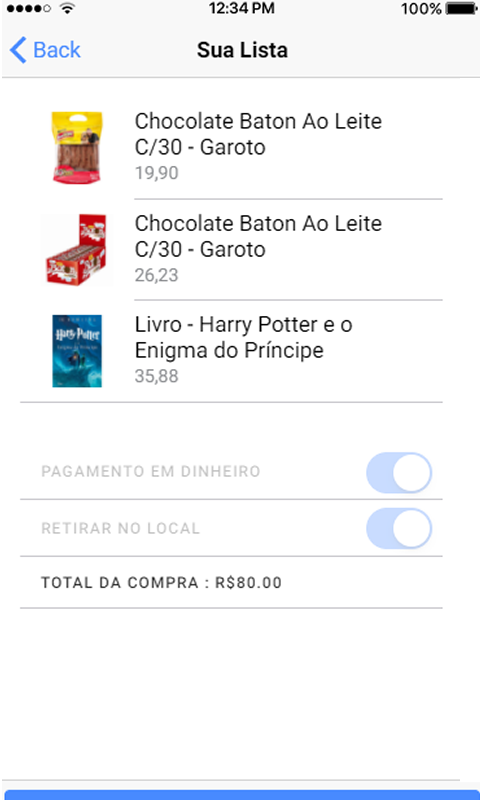 12:34 PM
100%
Back
Sua Lista
Chocolate Baton Ao Leite
C/30 - Garoto
19,90
Chocolate Baton Ao Leite
C/30 - Garoto
26,23
Harry Potter
Livro - Harry Potter e o
Enigma do Príncipe
35,88
PAGAMENTO EM DINHEIRO
RETIRAR NO LOCAL
TOTAL DA COMPRA : R$80.00